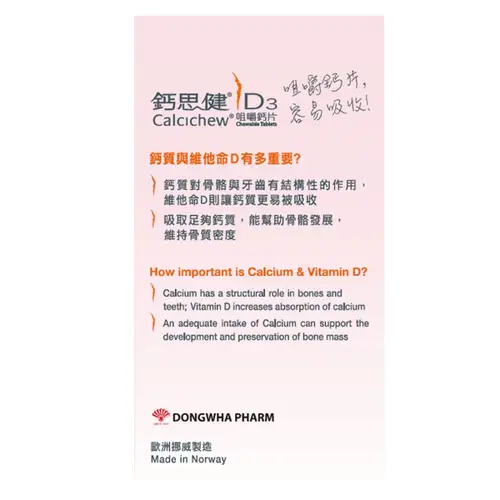 鈣思健® D3
Calcichew® 咀嚼鈣片
Chewable Tablets
咀嚼鈣片,
容易吸收!
鈣質與維他命D有多重要?
鈣質對骨骼與牙齒有結構性的作用，
維他命D則讓鈣質更易被吸收
吸取足夠鈣質，能幫助骨骼發展，
維持骨質密度
How important is Calcium & Vitamin D?
Calcium has a structural role in bones and
teeth; Vitamin D increases absorption of calcium
An adequate intake of Calcium can support the
development and preservation of bone mass
DONGWHA PHARM
歐洲挪威製造
Made in Norway